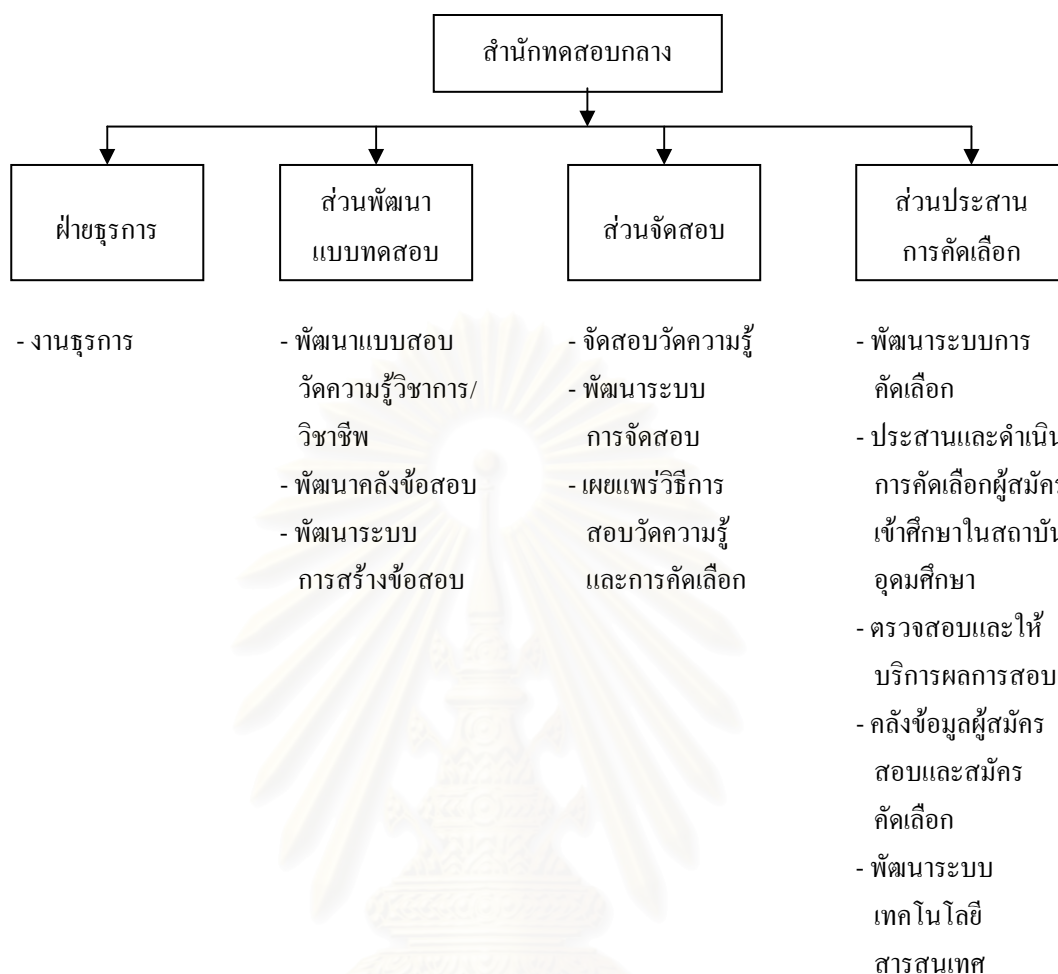 สำนักทดสอบกลาง
ฝ่ายธุรการ
- งานธุรการ
ส่วนพัฒนา
แบบทดสอบ
- พัฒนาแบบสอบ
วัดความรู้วิชาการ/
วิชาชีพ
- พัฒนาคลังข้อสอบ
- พัฒนาระบบ
การสร้างข้อสอบ
ส่วนจัดสอบ
- จัดสอบวัดความรู้
- พัฒนาระบบ
การจัดสอบ
- เผยแพร่วิธีการ
สอบวัดความรู้
และการคัดเลือก
ส่วนประสาน
การคัดเลือก
- พัฒนาระบบการ
คัดเลือก
- ประสานและดำเนิน
การคัดเลือกผู้สมัคร
เข้าศึกษาในสถาบัน
อุดมศึกษา
- ตรวจสอบและให้
บริการผลการสอบ
- คลังข้อมูลผู้สมัคร
สอบและสมัคร
คัดเลือก
- พัฒนาระบบ
เทคโนโลยี
สารสนเทศ